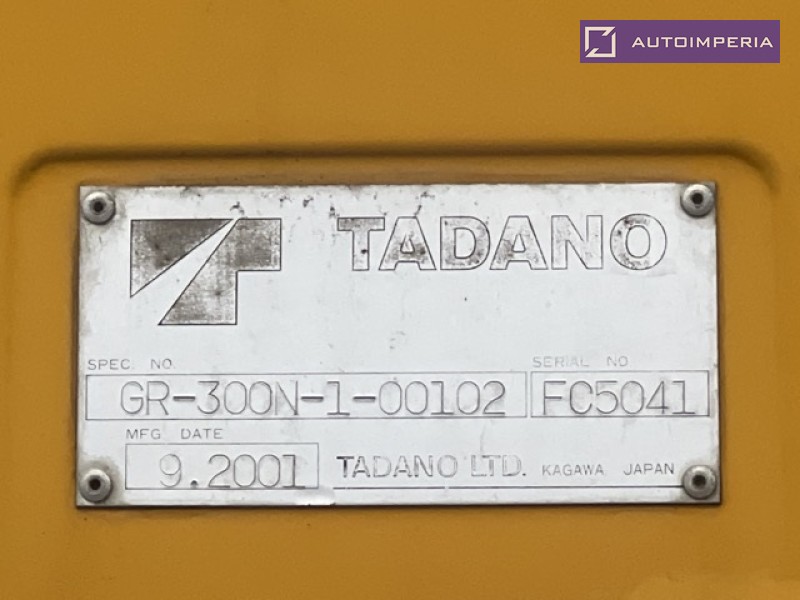 AUTOIMPERIA
TADANO
SPEC. NO. SERIAL NO
GR-300N-1-00102 FC5041
MFG DATE
9.2001 TADANO LTD. KAGAWA JAPAN